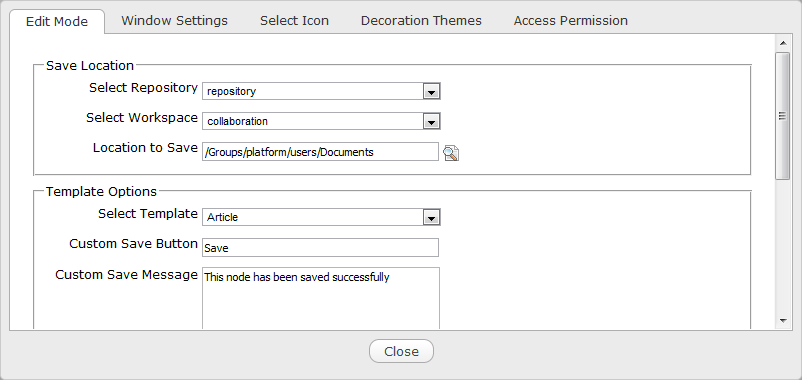 Edit Mode Window Settings Select Icon Decoration Themes Access Permission
Save Location
Select Repository repository
Select Workspace collaboration
Location to Save /Groups/platform/users/Documents
Template Options
Select Template Article
Custom Save Button Save
Custom Save Message This node has been saved successfully
Close